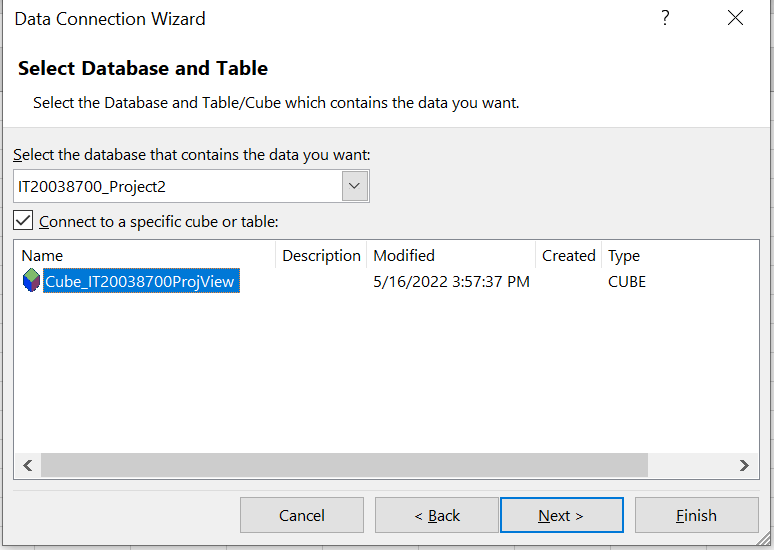 Data Connection Wizard ?
Select Database and Table
Select the Database and Table/Cube which contains the data you want.
Select the database that contains the data you want:
IT20038700_Project2
Connect to a specific cube or table:
Name Description Modified Created Type
Cube_IT20038700ProjView 5/16/2022 3:57:37 PM CUBE
Cancel < Back Next > Finish